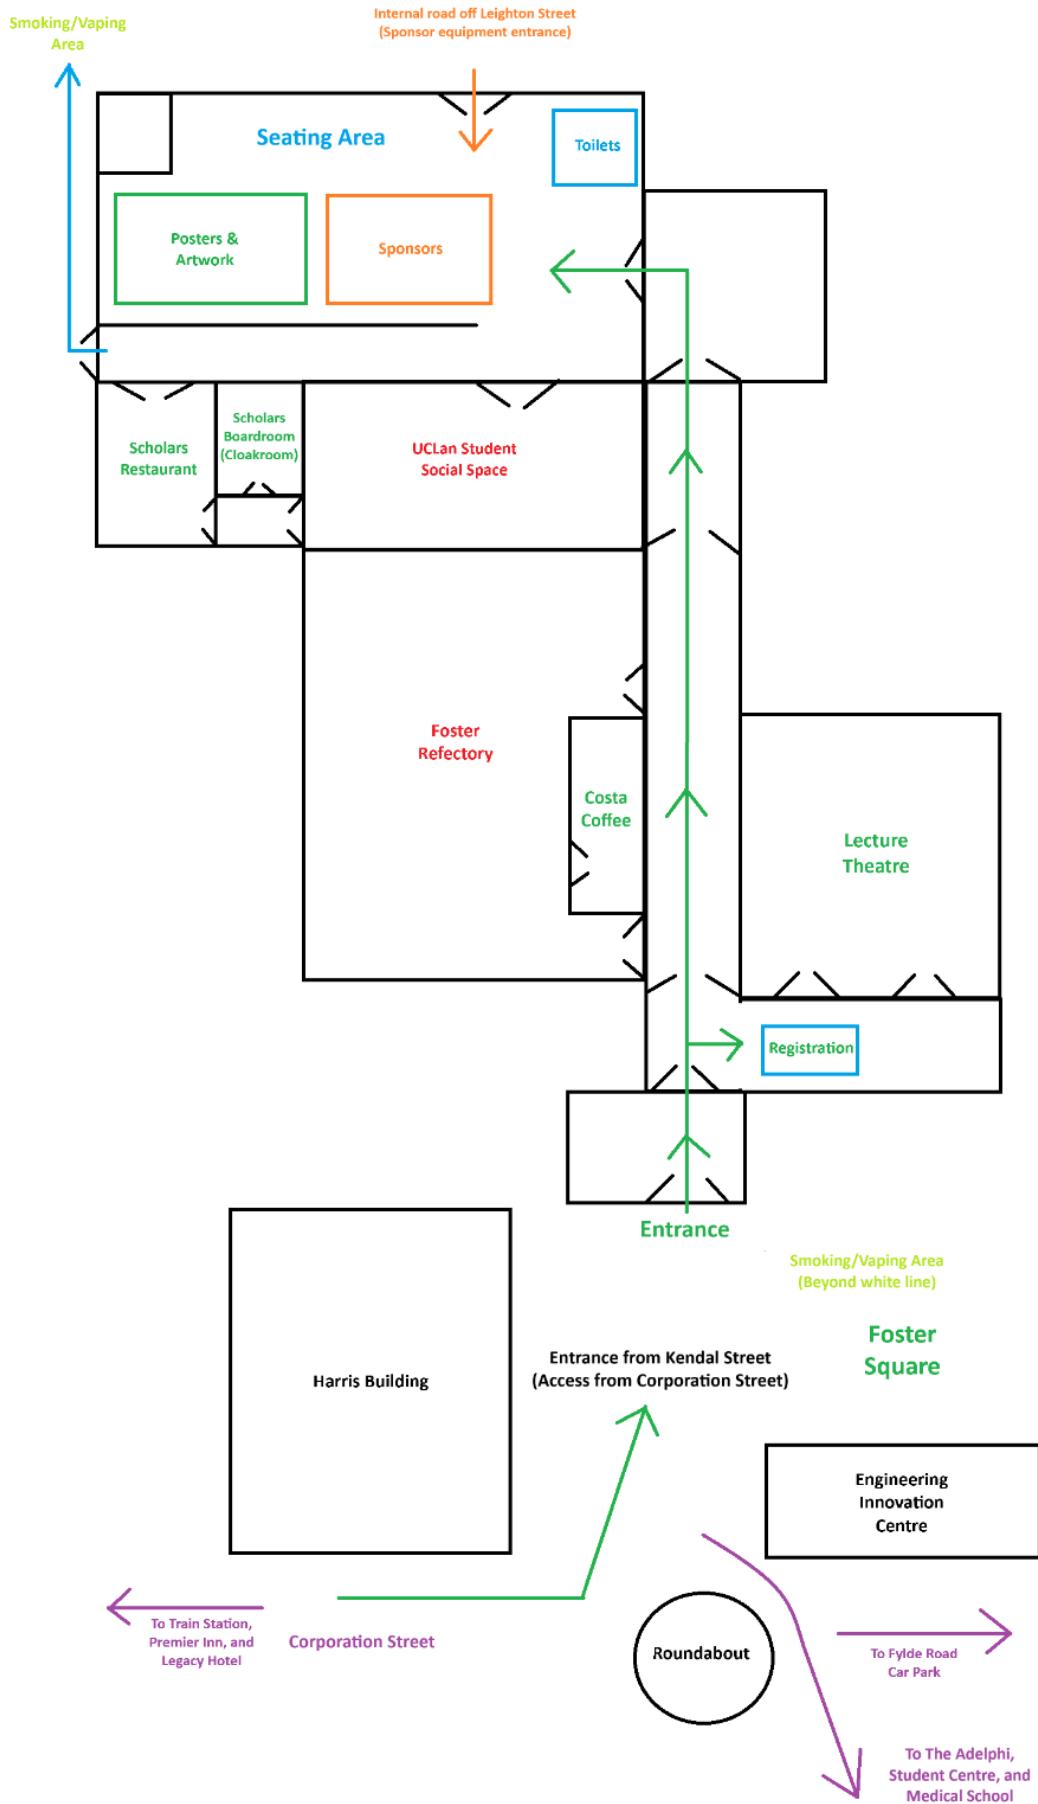 Smoking/Vaping
Area
Internal road off Leighton Street
(Sponsor equipment entrance)
Seating Area
Toilets
Posters &
Artwork
Sponsors
Scholars
Restaurant
Scholars
Boardroom
(Cloakroom)
UCLan Student
Social Space
Foster
Refectory
Costa
Coffee
Lecture
Theatre
Registration
Entrance
Smoking/Vaping Area
(Beyond white line)
Foster
Square
Harris Building
Entrance from Kendal Street
(Access from Corporation Street)
Engineering
Innovation
Centre
To Train Station,
Premier Inn, and
Legacy Hotel
Corporation Street
Roundabout
To Fylde Road
Car Park
To The Adelphi,
Student Centre, and
Medical School